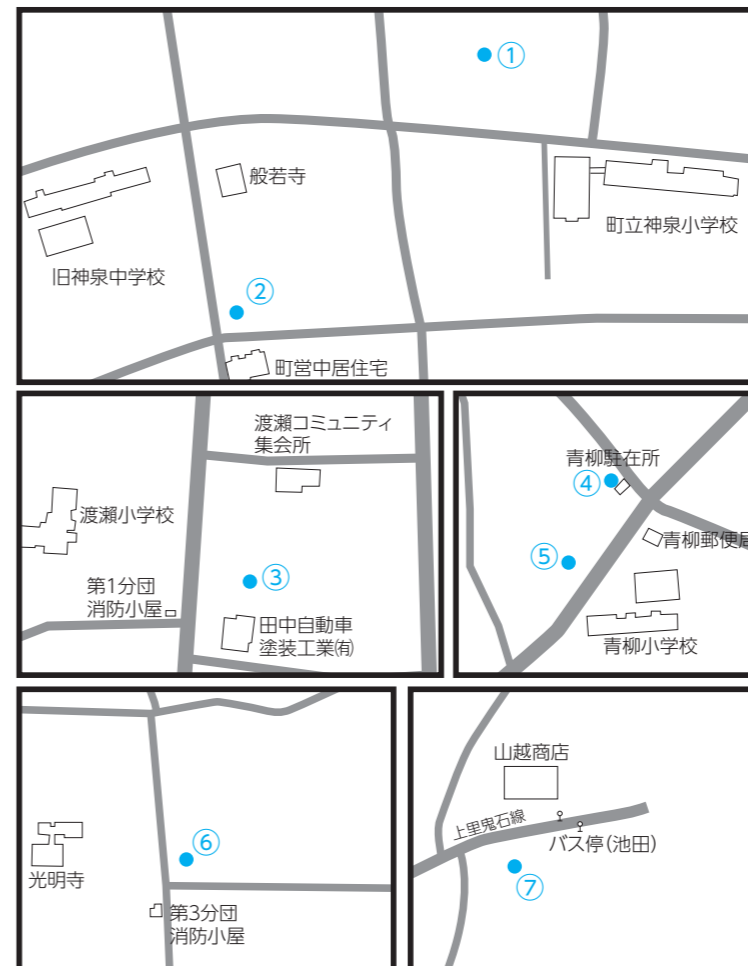 ①
般若寺
町立神泉小学校
旧神泉中学校
②
町営中居住宅
渡瀬コミュニティ
集会所
渡瀬小学校
③
第1分団
消防小屋
田中自動車
塗装工業㈲
青柳駐在所
④
青柳郵便局
⑤
青柳小学校
⑥
光明寺
第3分団
消防小屋
山越商店
上里鬼石線
バス停(池田)
⑦